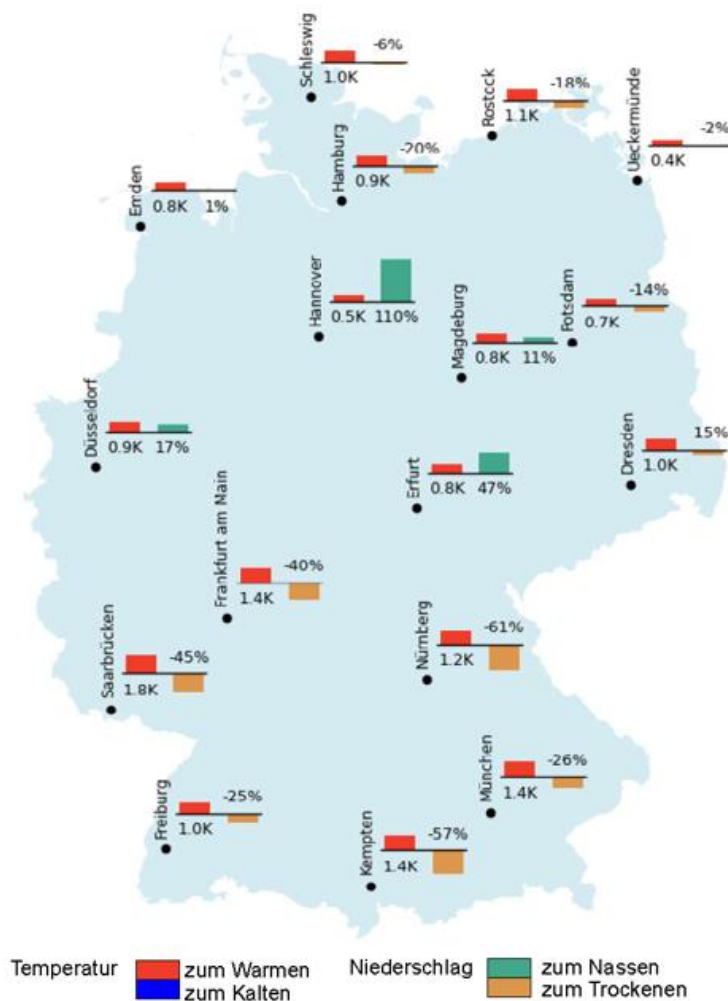 Schleswig
-6%
1.0K
Rostock
-18%
1.1K
Ueckermünde
-2%
0.4K
Hamburg
-20%
0.9K
Emden
0.8K 1%
Hannover
0.5K 110%
Magdeburg
0.8K 11%
Potsdam
-14%
0.7K
Düsseldorf
0.9K 17%
Erfurt
0.8K 47%
Dresden
15%
1.0K
Frankfurt am Main
-40%
1.4K
Saarbrücken
-45%
1.8K
Nürnberg
-61%
1.2K
München
-26%
1.4K
Freiburg
-25%
1.0K
Kempten
-57%
1.4K
Temperatur zum Warmen
zum Kalten
Niederschlag zum Nassen
zum Trockenen